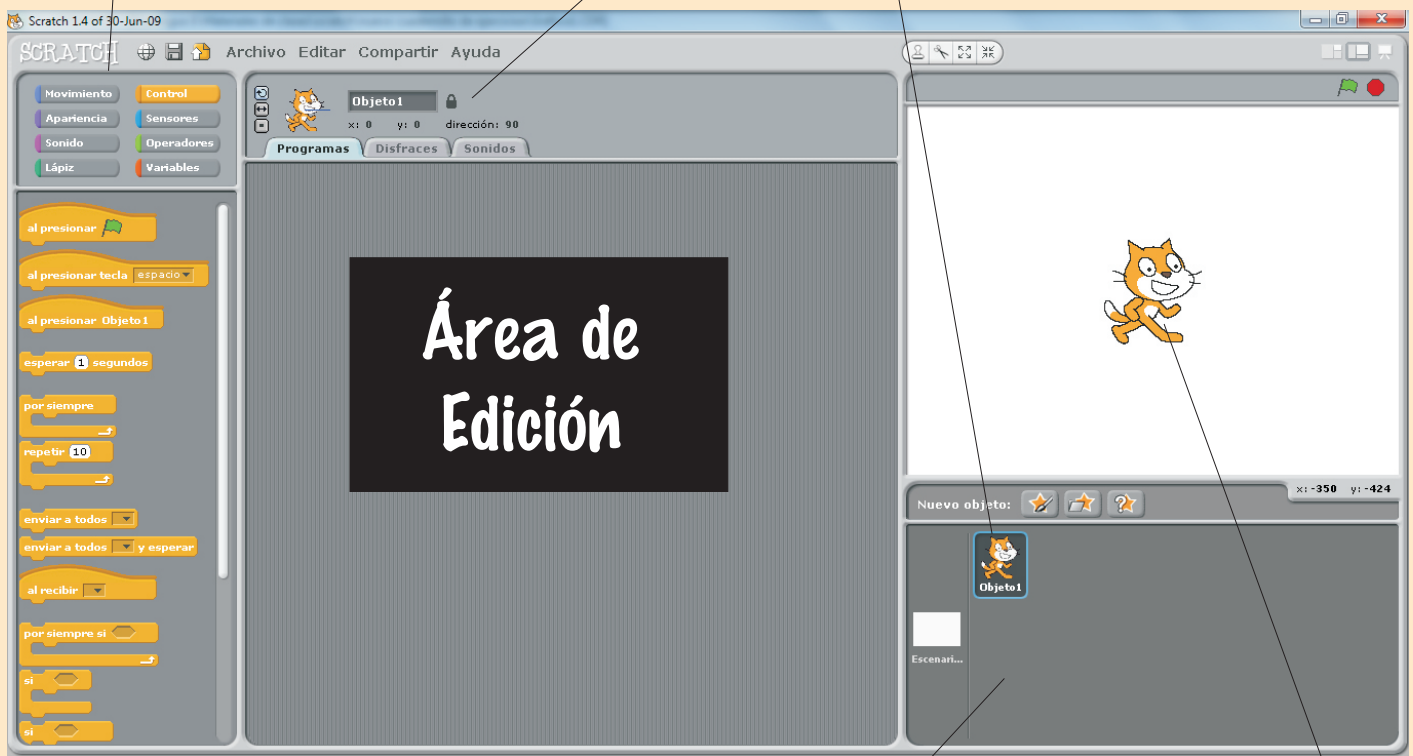 Scratch 1.4 of 30-Jun-09
SCRATCH
Archivo Editar Compartir Ayuda
Movimiento Control
Apariencia Sensores
Sonido Operadores
Lápiz Variables
al presionar
al presionar tecla espacio
al presionar Objeto1
esperar 1 segundos
por siempre
repetir 10
enviar a todos
enviar a todos y esperar
al recibir
por siempre si
si
si
Objeto1
x: 0 y: 0 dirección: 90
Programas Disfraces Sonidos
Área de
Edición
x: -350 y: -424
Nuevo objeto:
Objeto1
Escenari...